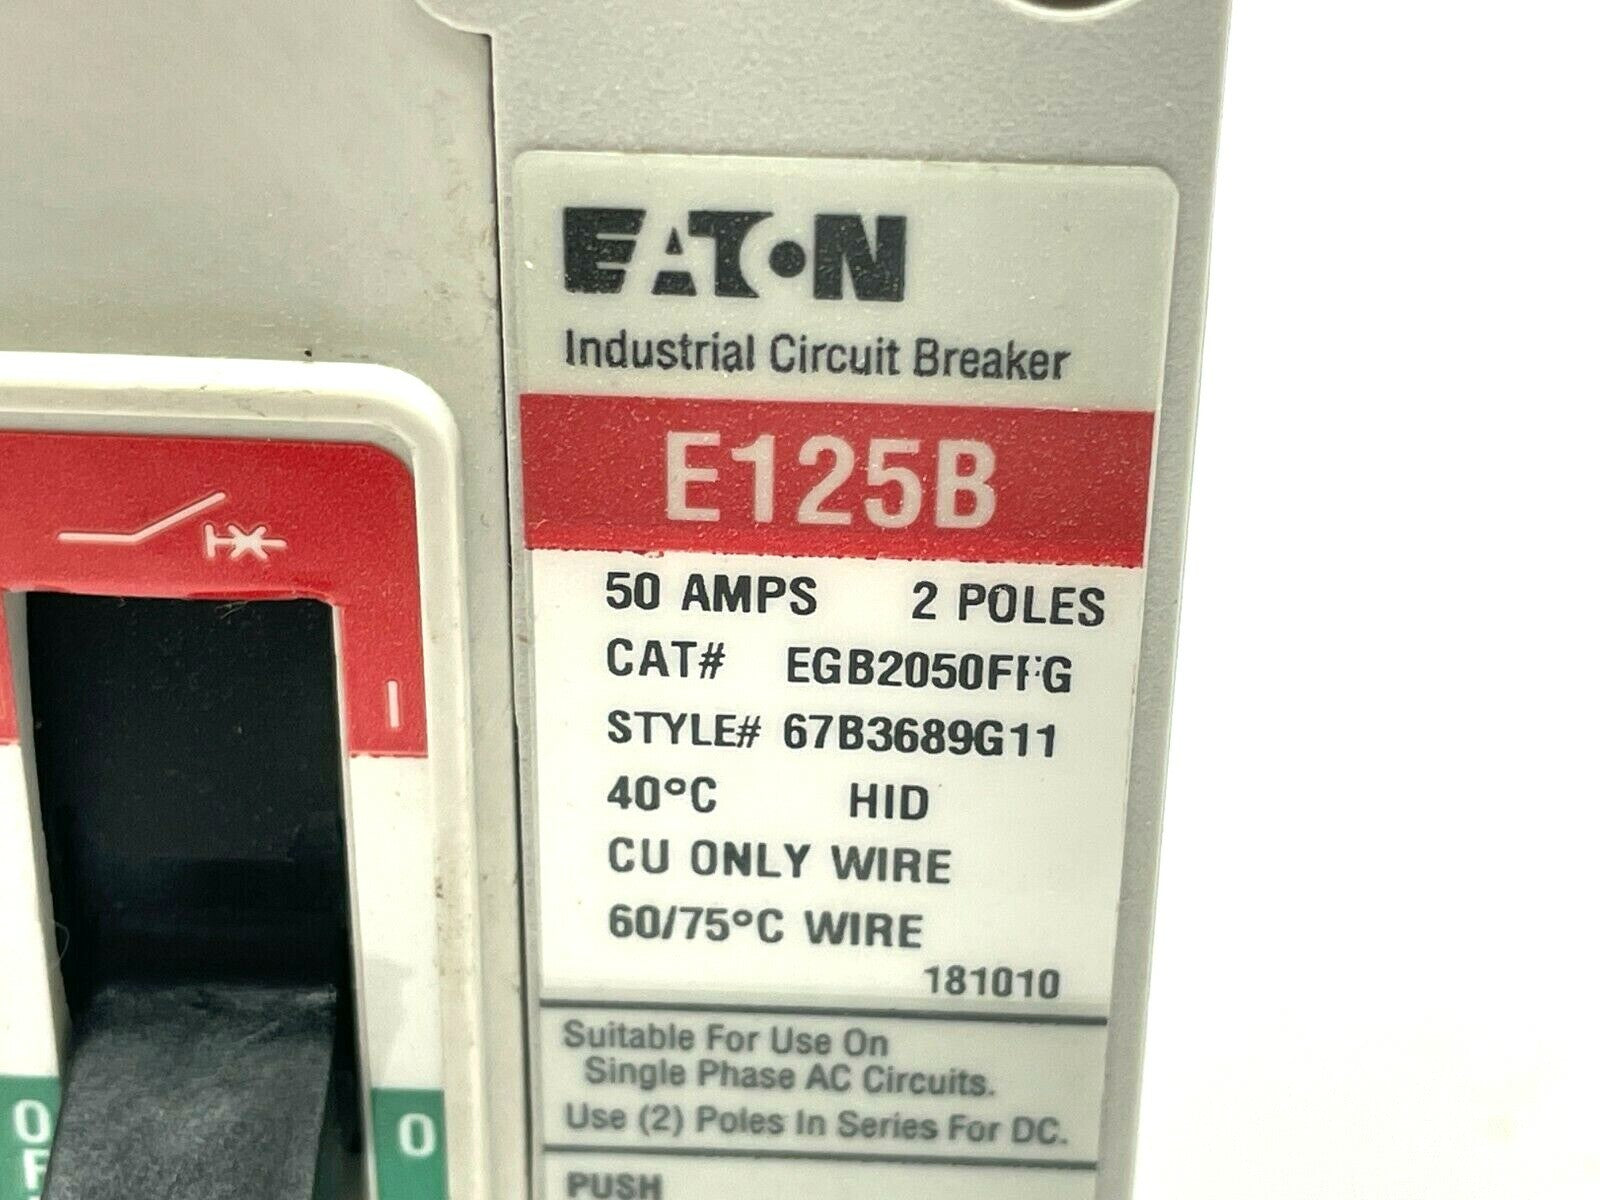 EATON
Industrial Circuit Breaker
E125B
50 AMPS 2 POLES
CAT# EGB2050FFG
STYLE# 67B3689G11
40°C HID
CU ONLY WIRE
60/75°C WIRE
181010
Suitable For Use On
Single Phase AC Circuits.
Use (2) Poles In Series For DC.
PUSH
I
O
O
F